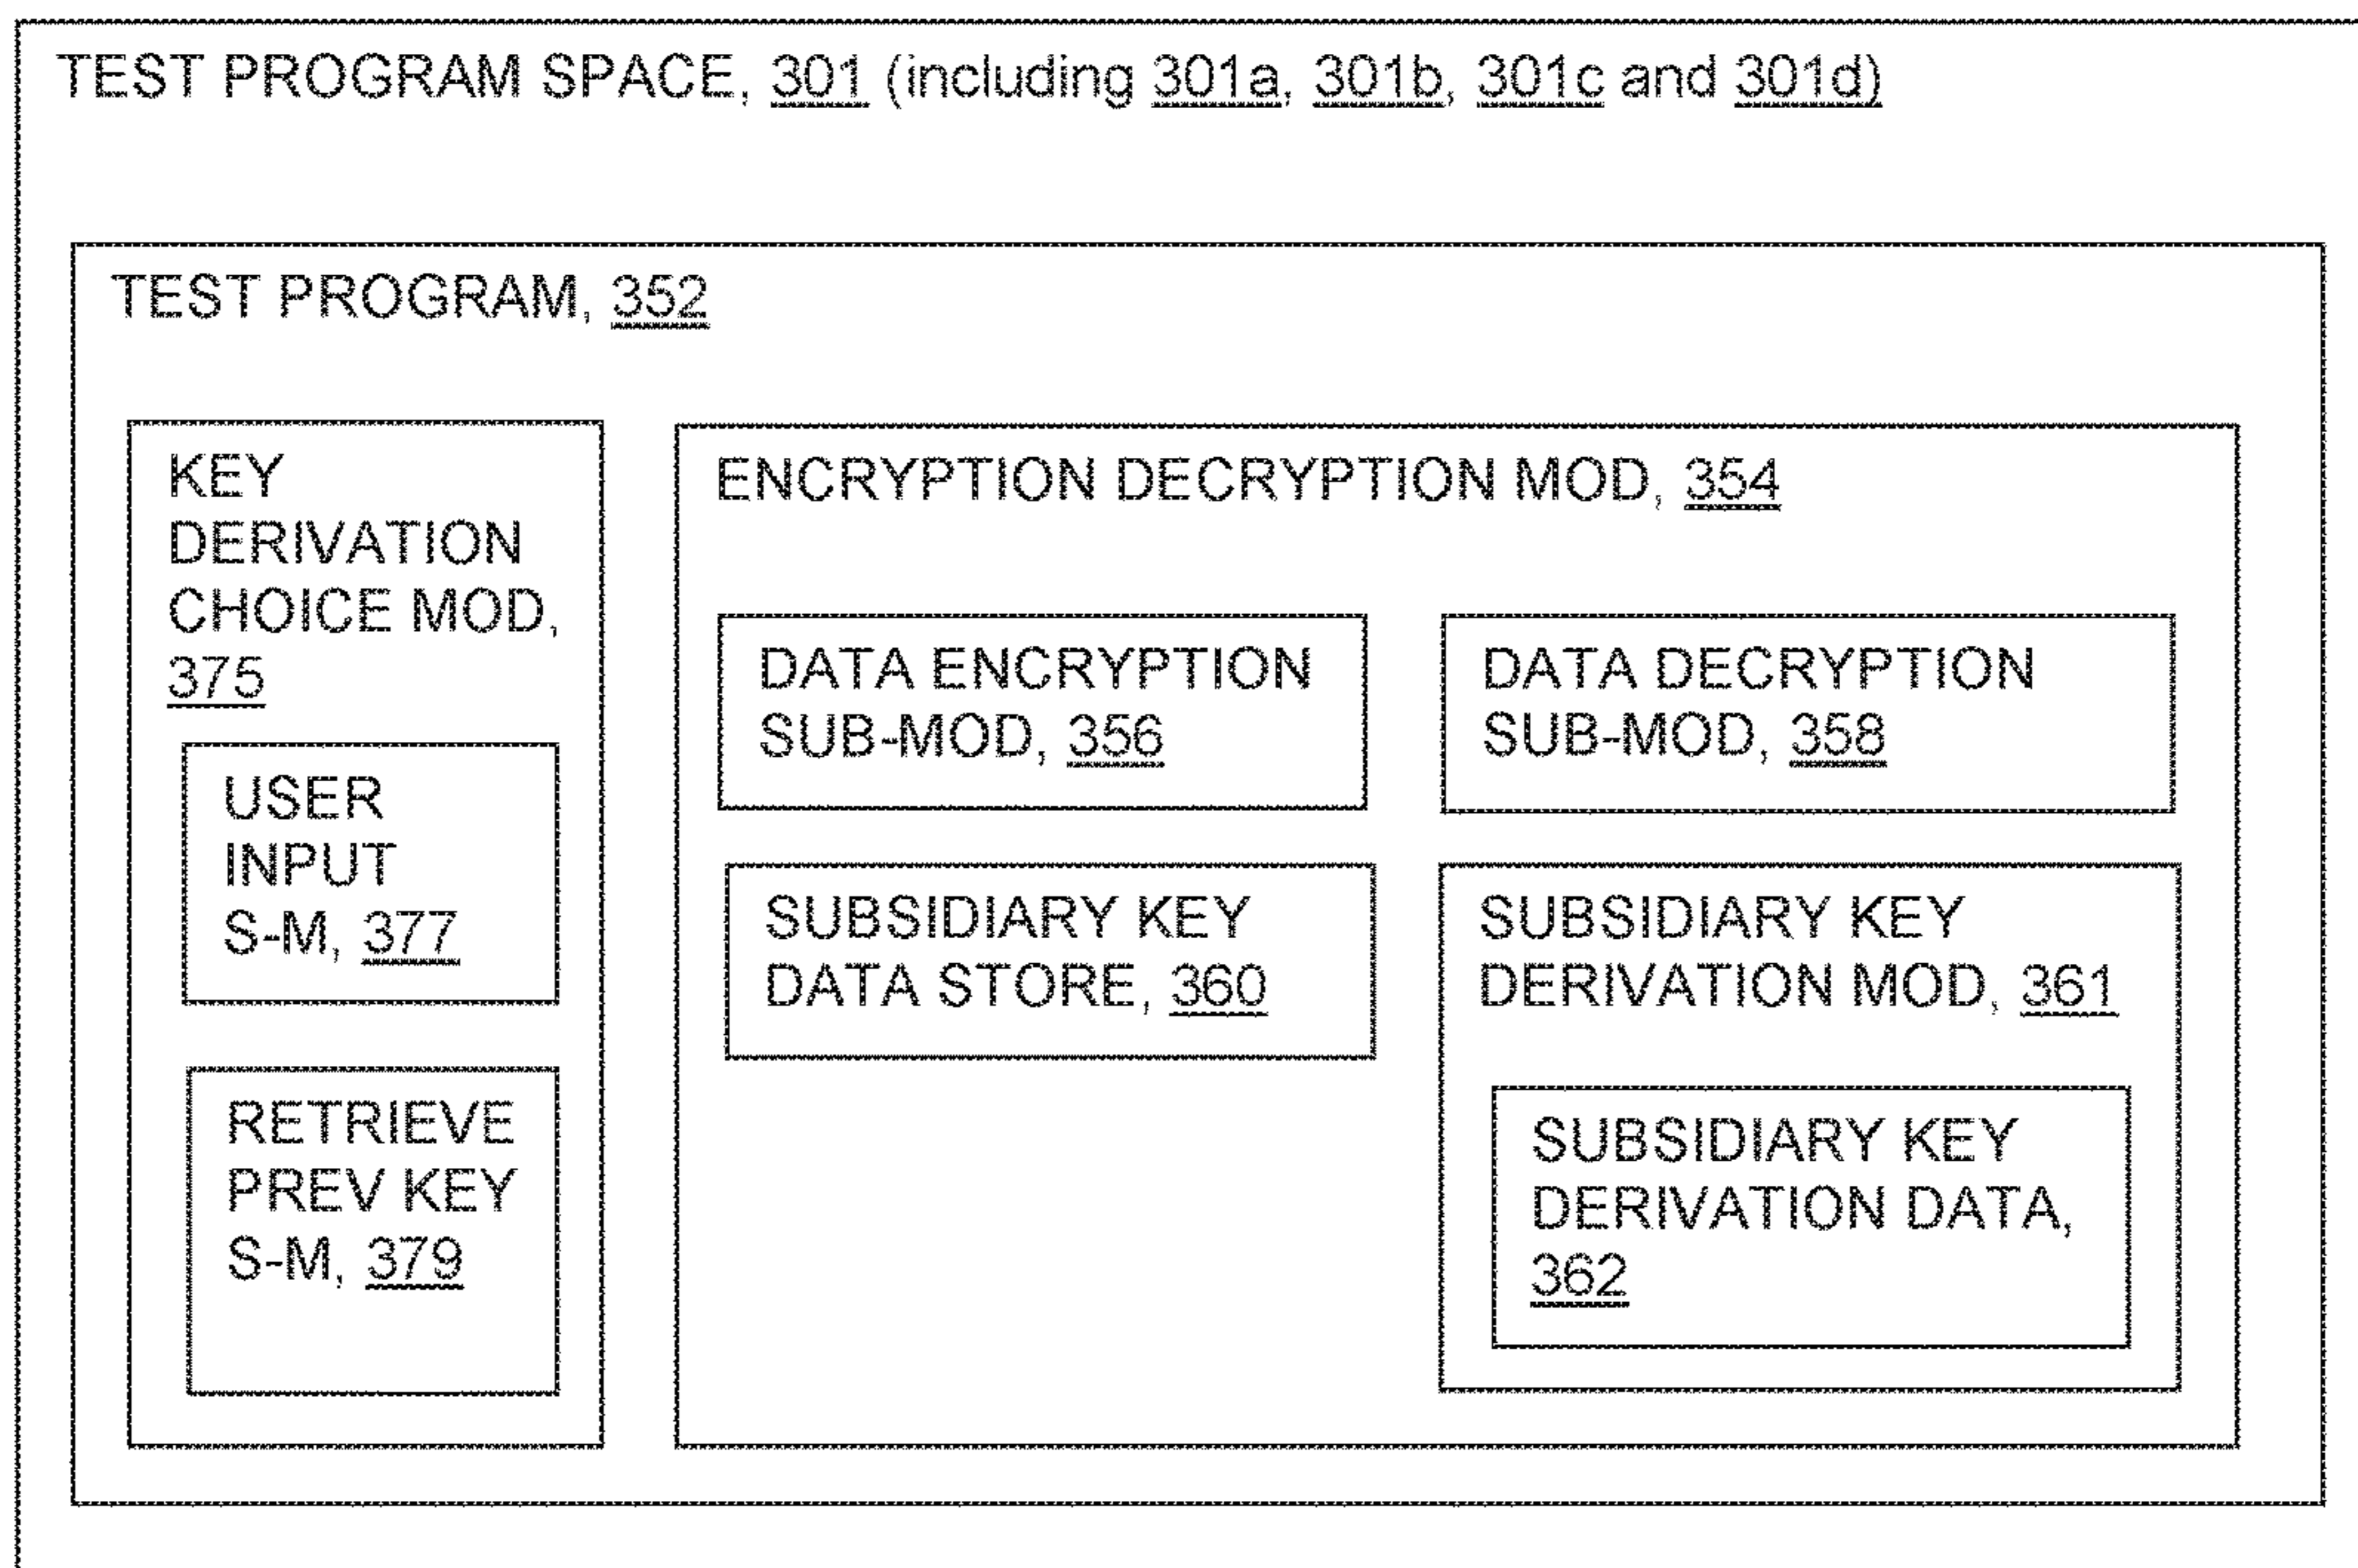 TEST PROGRAM SPACE, 301 (including 301a, 301b, 301c and 301d)
TEST PROGRAM, 352
KEY
DERIVATION
CHOICE MOD,
375
USER
INPUT
S-M, 377
RETRIEVE
PREV KEY
S-M, 379
ENCRYPTION DECRYPTION MOD, 354
DATA ENCRYPTION
SUB-MOD, 356
DATA DECRYPTION
SUB-MOD, 358
SUBSIDIARY KEY
DATA STORE, 360
SUBSIDIARY KEY
DERIVATION MOD, 361
SUBSIDIARY KEY
DERIVATION DATA,
362